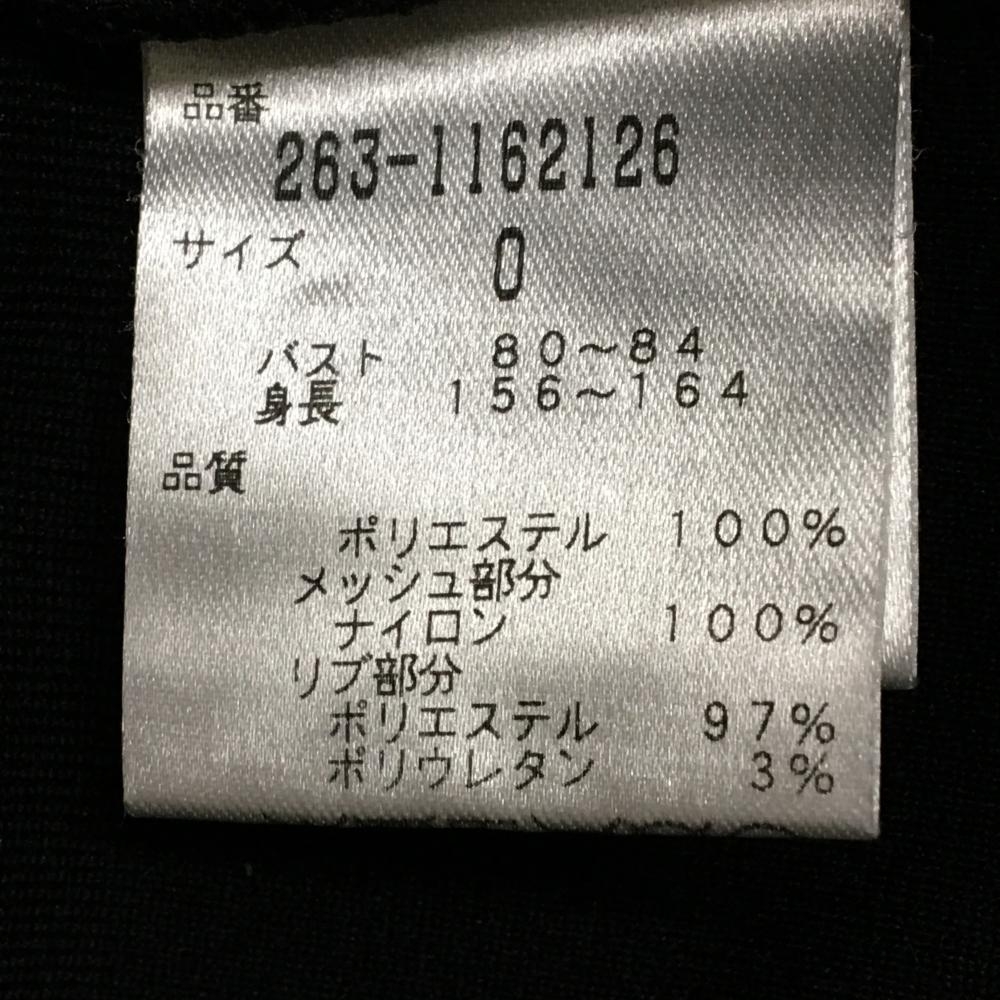 品番
263-1162126
サイズ 0
バスト 80～84
身長 156～164
品質
ポリエステル 100%
メッシュ部分
ナイロン 100%
リブ部分
ポリエステル 97%
ポリウレタン 3%